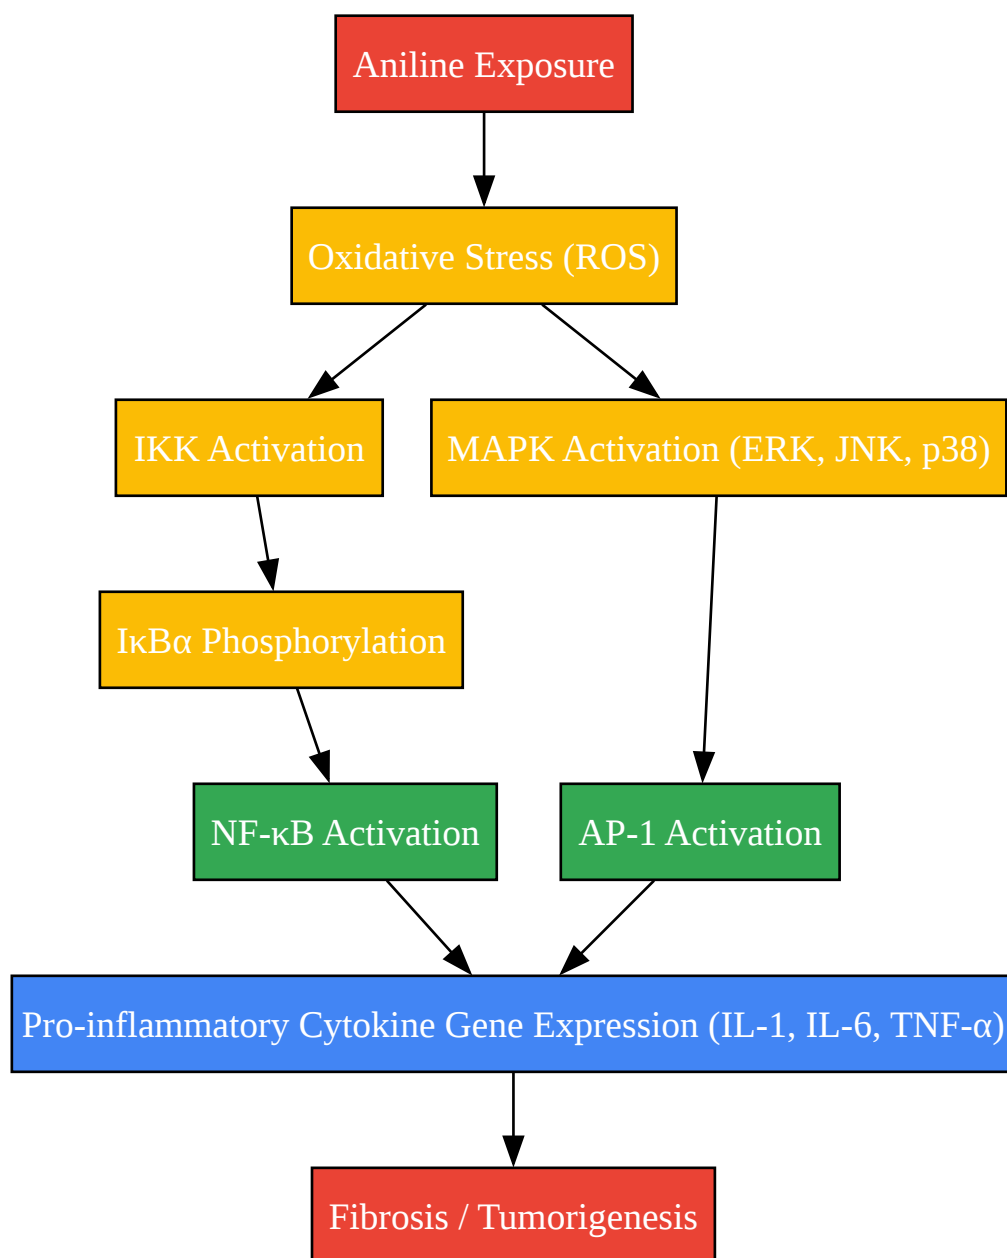 Aniline Exposure
Oxidative Stress (ROS)
IKK Activation
MAPK Activation (ERK, JNK, p38)
IκBα Phosphorylation
NF-κB Activation
AP-1 Activation
Pro-inflammatory Cytokine Gene Expression (IL-1, IL-6, TNF-α)
Fibrosis / Tumorigenesis